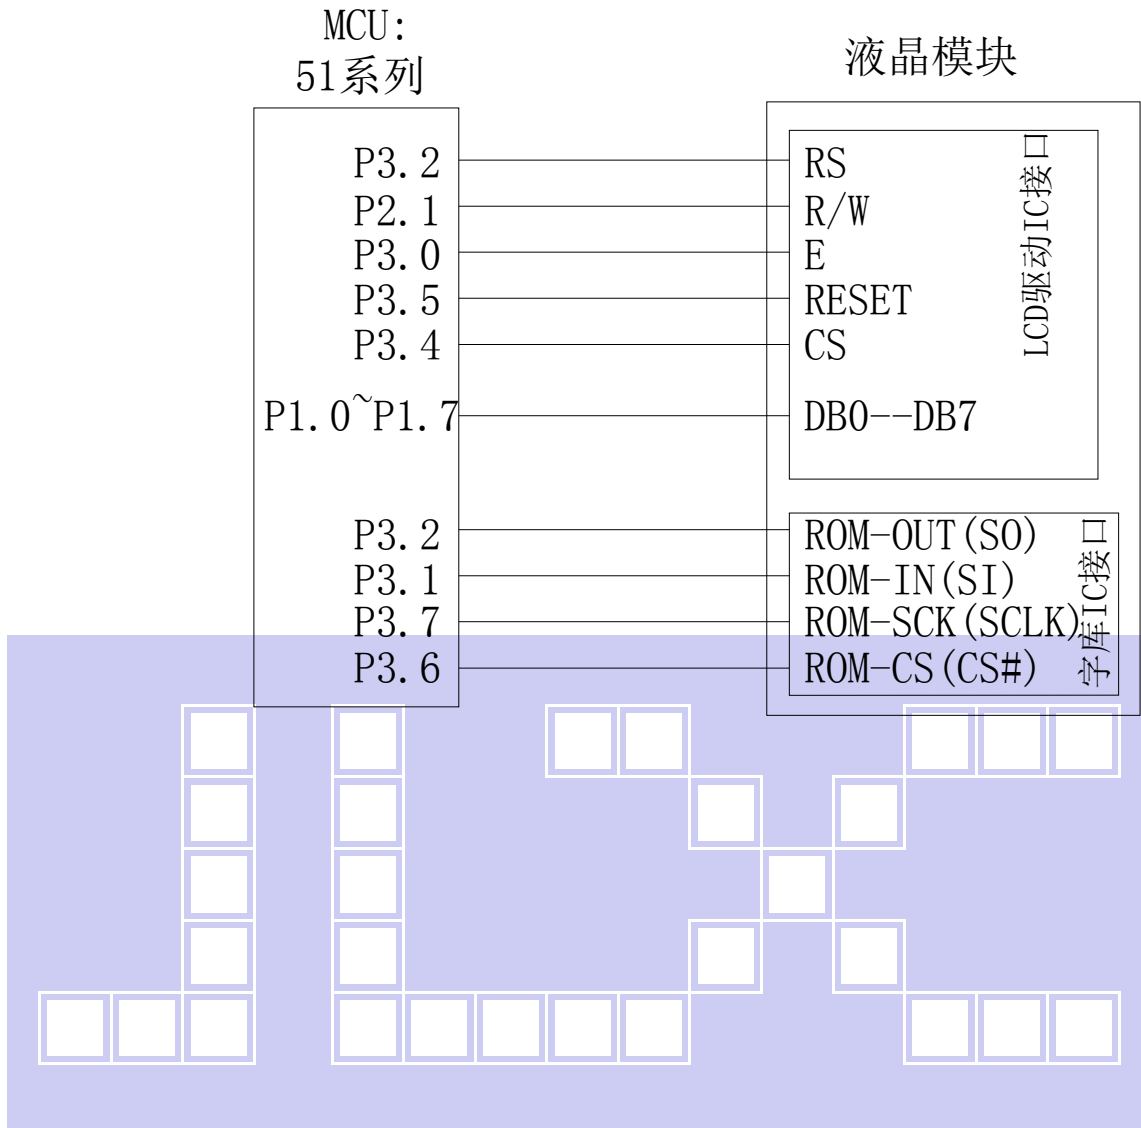 MCU:
51系列
液晶模块
P3.2 RS
P2.1 R/W
P3.0 E
P3.5 RESET
P3.4 CS
P1.0~P1.7 DB0--DB7
LCD驱动IC接口
P3.2 ROM-OUT(SO)
P3.1 ROM-IN(SI)
P3.7 ROM-SCK(SCLK)
P3.6 ROM-CS(CS#)
字库IC接口
JLX